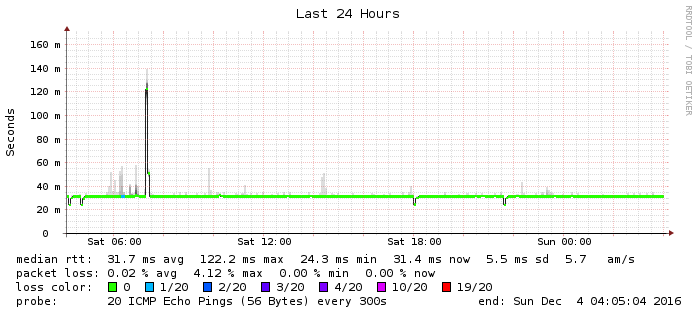 Last 24 Hours
RRDTOOL / TOBI OETIKER
Seconds
160 m
140 m
120 m
100 m
80 m
60 m
40 m
20 m
0
Sat 06:00 Sat 12:00 Sat 18:00 Sun 00:00
median rtt: 31.7 ms avg 122.2 ms max 24.3 ms min 31.4 ms now 5.5 ms sd 5.7 am/s
packet loss: 0.02 % avg 4.12 % max 0.00 % min 0.00 % now
loss color: 0 1/20 2/20 3/20 4/20 10/20 19/20
probe: 20 ICMP Echo Pings (56 Bytes) every 300s end: Sun Dec 4 04:05:04 2016